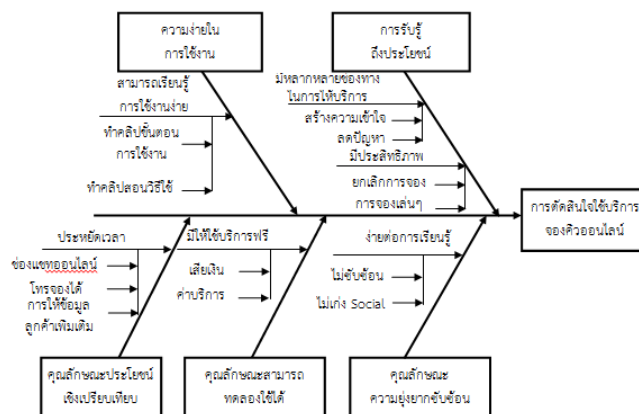 ความง่ายใน
การใช้งาน
การรับรู้
ถึงประโยชน์
สามารถเรียนรู้
การใช้งานง่าย
ทำคลิปขั้นตอน
การใช้งาน
ทำคลิปสอนวิธีใช้
มีหลากหลายช่องทาง
ในการให้บริการ
สร้างความเข้าใจ
ลดปัญหา
มีประสิทธิภาพ
ยกเลิกการจอง
การจองเล่นๆ
การตัดสินใจใช้บริการ
จองคิวออนไลน์
ประหยัดเวลา
ช่องแชทออนไลน์
โทรจองได้
การให้ข้อมูล
ลูกค้าเพิ่มเติม
มีให้ใช้บริการฟรี
เสียเงิน
ค่าบริการ
ง่ายต่อการเรียนรู้
ไม่ซับซ้อน
ไม่เก่ง Social
คุณลักษณะประโยชน์
เชิงเปรียบเทียบ
คุณลักษณะสามารถ
ทดลองใช้ได้
คุณลักษณะ
ความยุ่งยากซับซ้อน